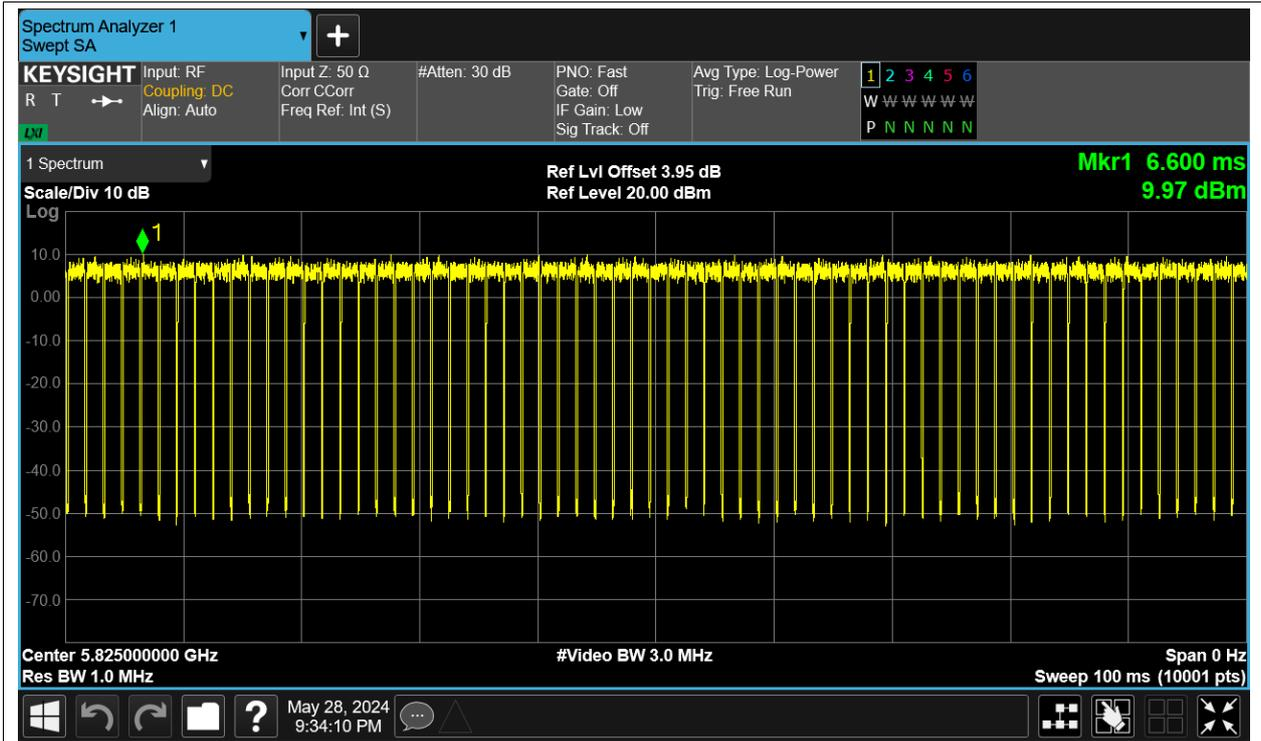 Spectrum Analyzer 1
Swept SA
KEYSIGHT
R T
LXI
Input: RF
Coupling: DC
Align: Auto
Input Z: 50 Ω
Corr CCorr
Freq Ref: Int (S)
#Atten: 30 dB
PNO: Fast
Gate: Off
IF Gain: Low
Sig Track: Off
Avg Type: Log-Power
Trig: Free Run
1 2 3 4 5 6
W W W W W W
P N N N N N
1 Spectrum
Scale/Div 10 dB
Log
Ref Lvl Offset 3.95 dB
Ref Level 20.00 dBm
Mkr1 6.600 ms
9.97 dBm
1
10.0
0.00
-10.0
-20.0
-30.0
-40.0
-50.0
-60.0
-70.0
Center 5.825000000 GHz
Res BW 1.0 MHz
#Video BW 3.0 MHz
Span 0 Hz
Sweep 100 ms (10001 pts)
?
May 28, 2024
9:34:10 PM